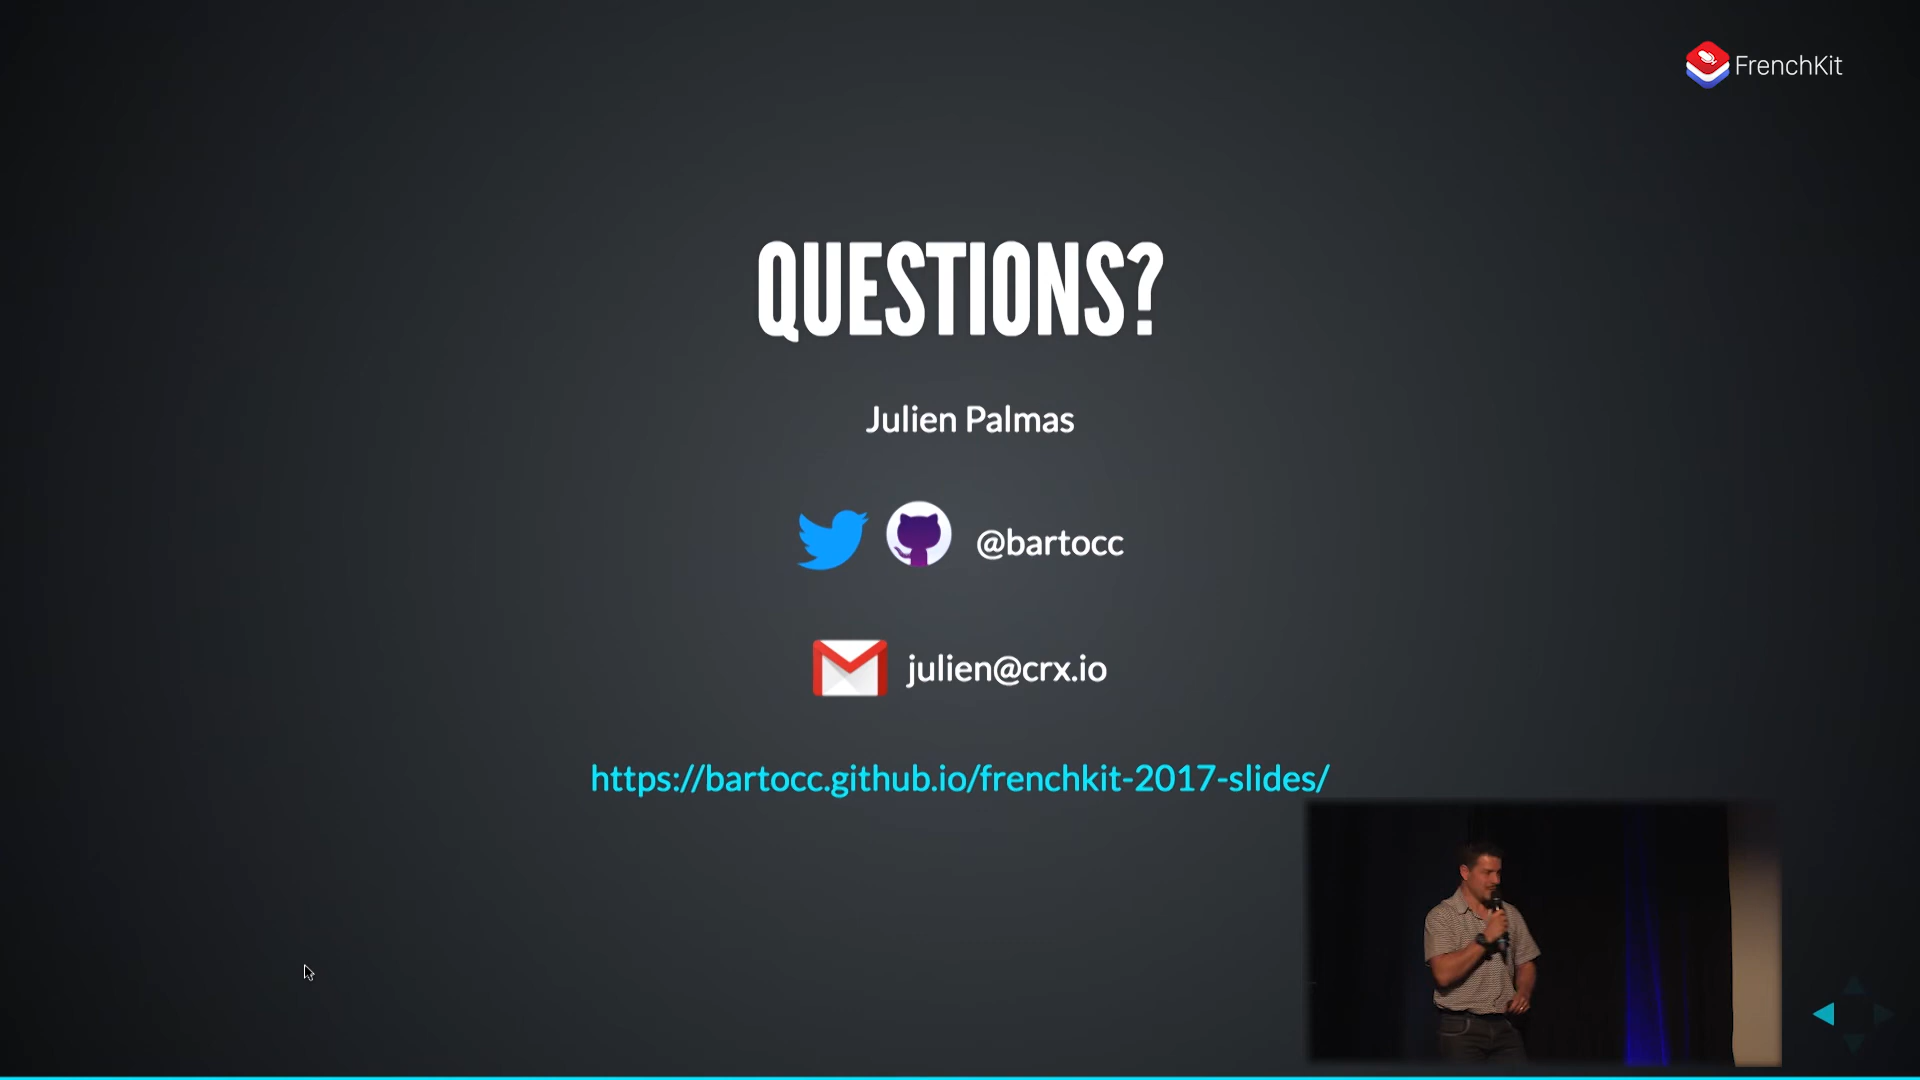 FrenchKit
QUESTIONS?
Julien Palmas
@bartocc
julien@crx.io
https://bartocc.github.io/frenchkit-2017-slides/